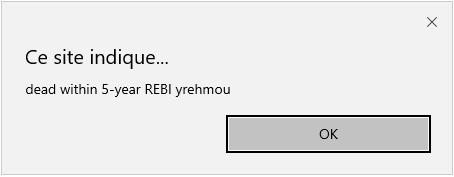 Ce site indique...
dead within 5-year REBI yrehmou
OK